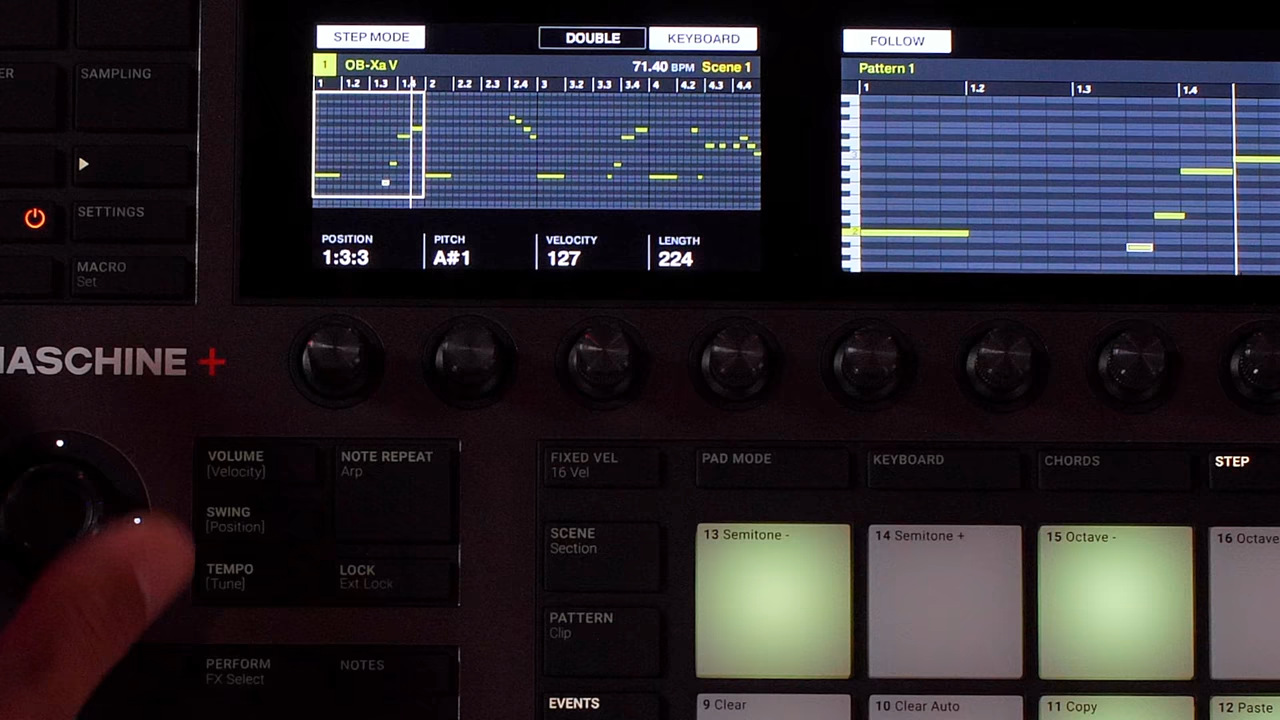 STEP MODE
DOUBLE
KEYBOARD
FOLLOW
1 OB-Xa V
71.40 BPM Scene 1
Pattern 1
1 1.2 1.3 1.4 2 2.2 2.3 2.4 3 3.2 3.3 3.4 4 4.2 4.3 4.4
1 1.2 1.3 1.4
POSITION PITCH VELOCITY LENGTH
1:3:3 A#1 127 224
ER
SAMPLING
SETTINGS
MACRO
Set
MASCHINE +
VOLUME
[Velocity]
SWING
[Position]
TEMPO
[Tune]
NOTE REPEAT
Arp
LOCK
Ext Lock
PERFORM
FX Select
NOTES
FIXED VEL
16 Vel
PAD MODE
KEYBOARD
CHORDS
STEP
SCENE
Section
PATTERN
Clip
EVENTS
13 Semitone -
14 Semitone +
15 Octave -
16 Octave
9 Clear
10 Clear Auto
11 Copy
12 Paste